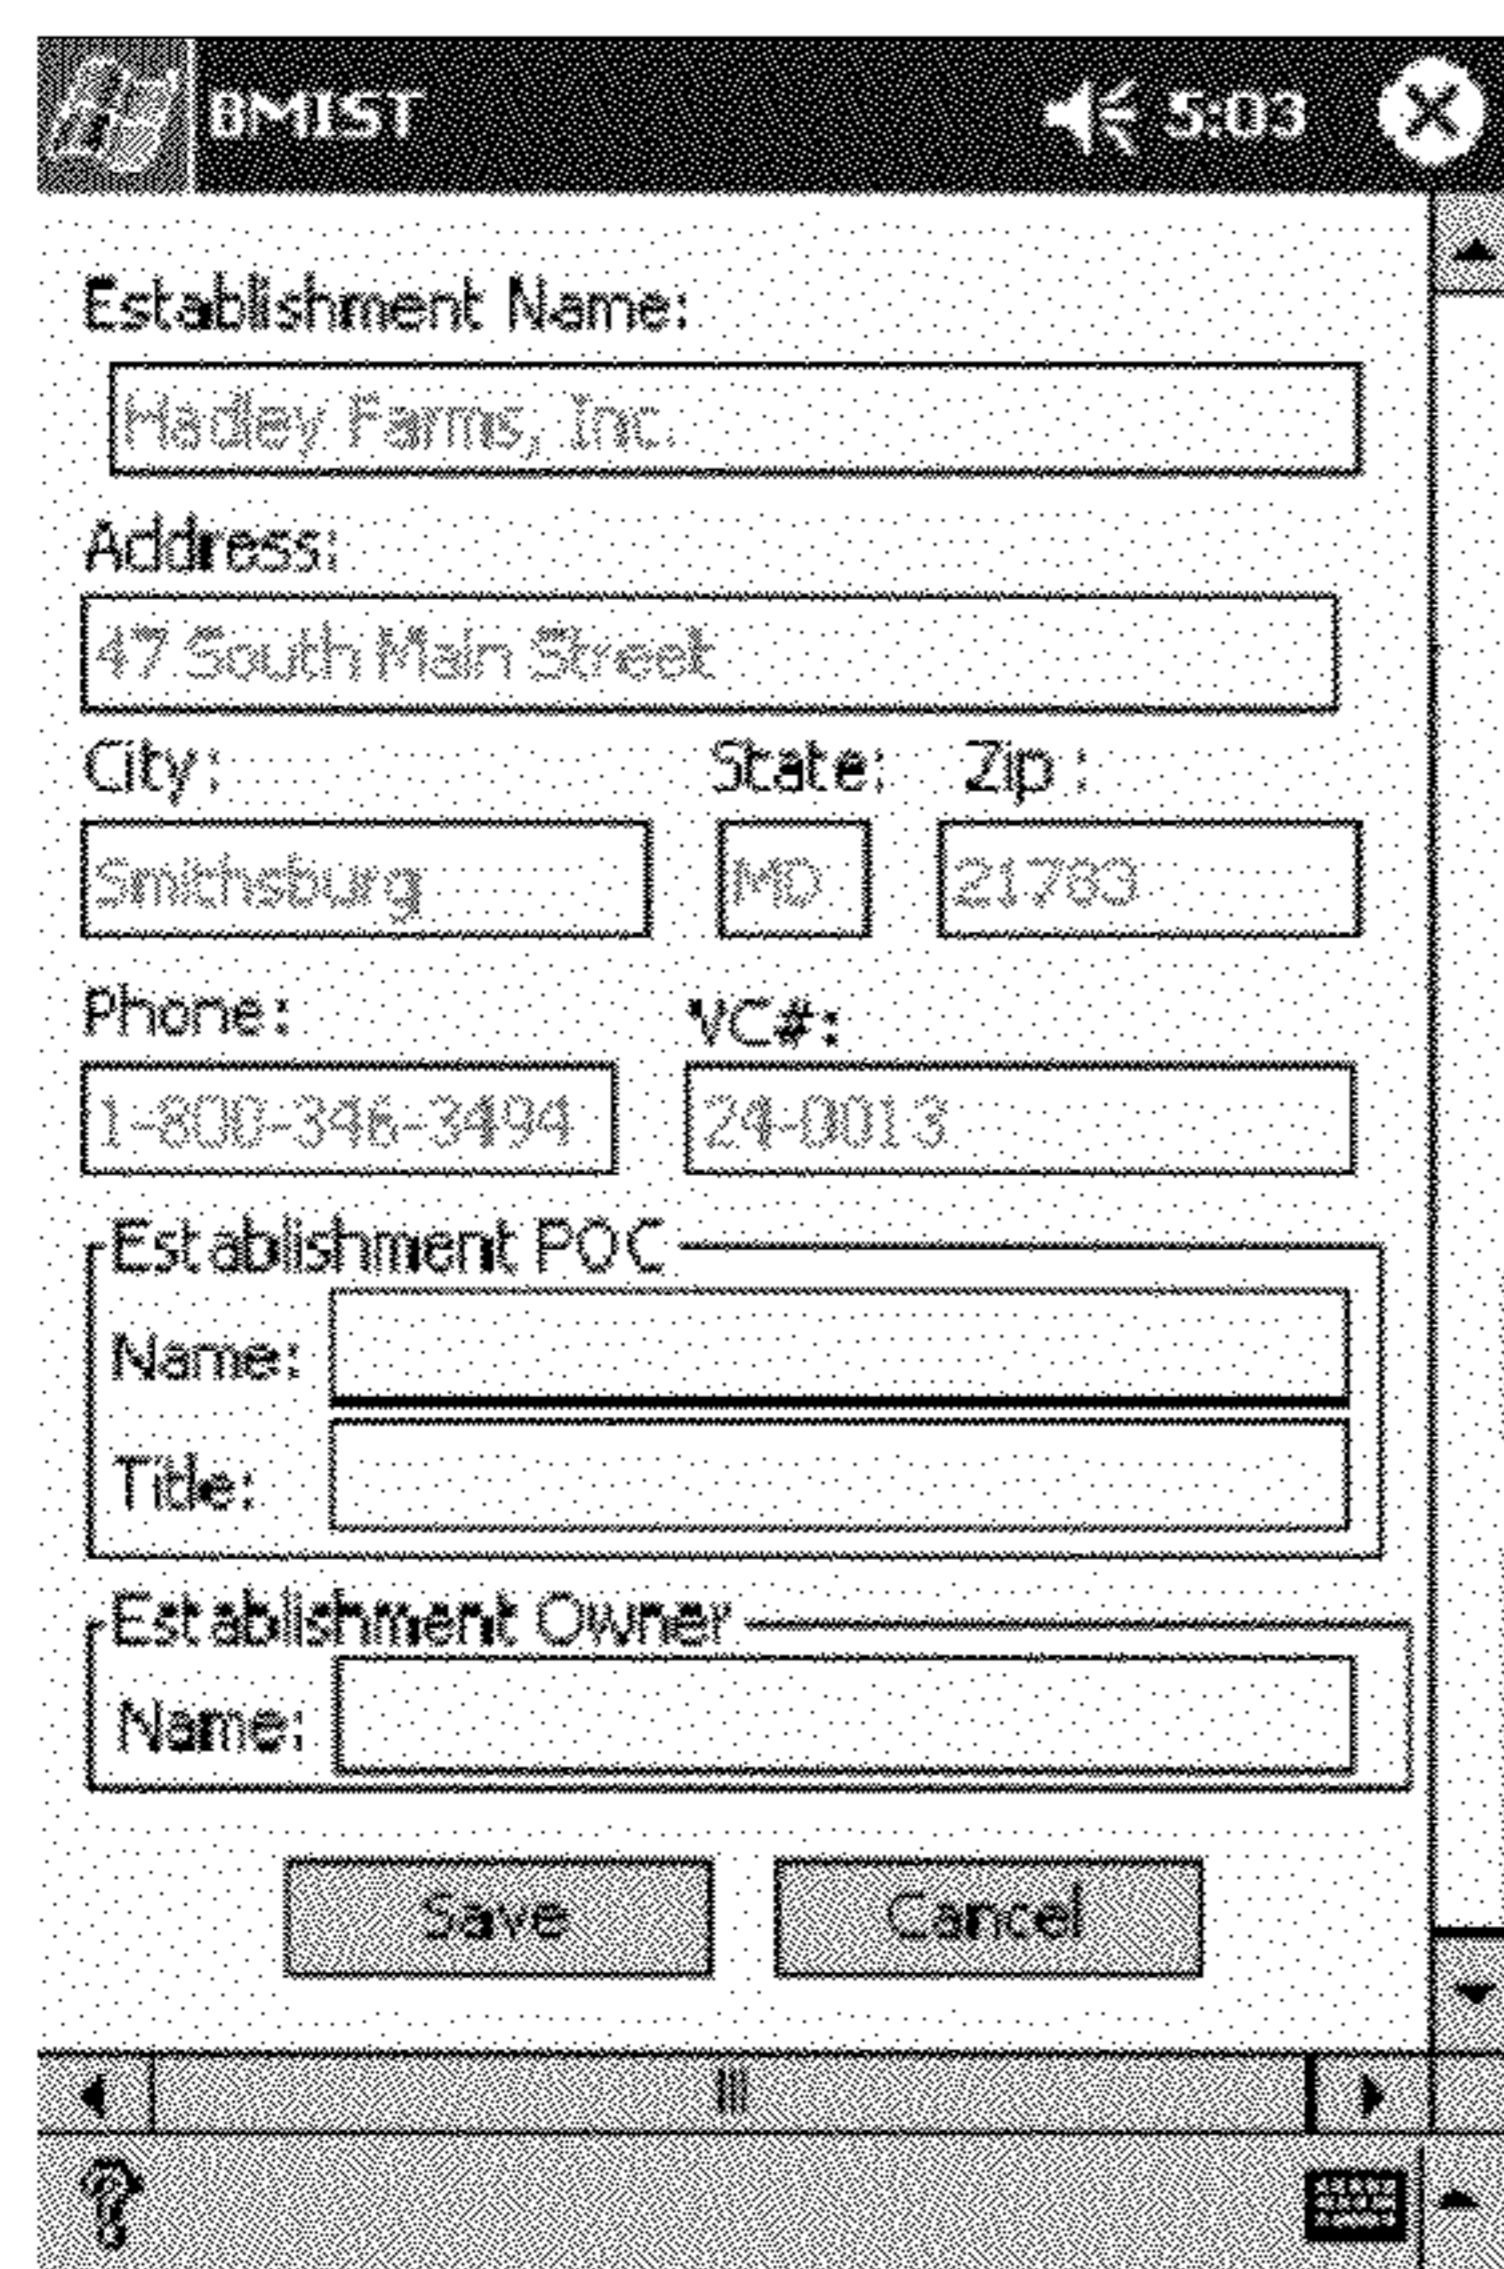 BMIST 5:03
Establishment Name:
Hadley Farms, Inc.
Address:
47 South Main Street
City: State: Zip :
Smithsburg MD 21783
Phone: VC#:
1-800-346-3494 24-0013
Establishment POC
Name:
Title:
Establishment Owner
Name:
Save Cancel